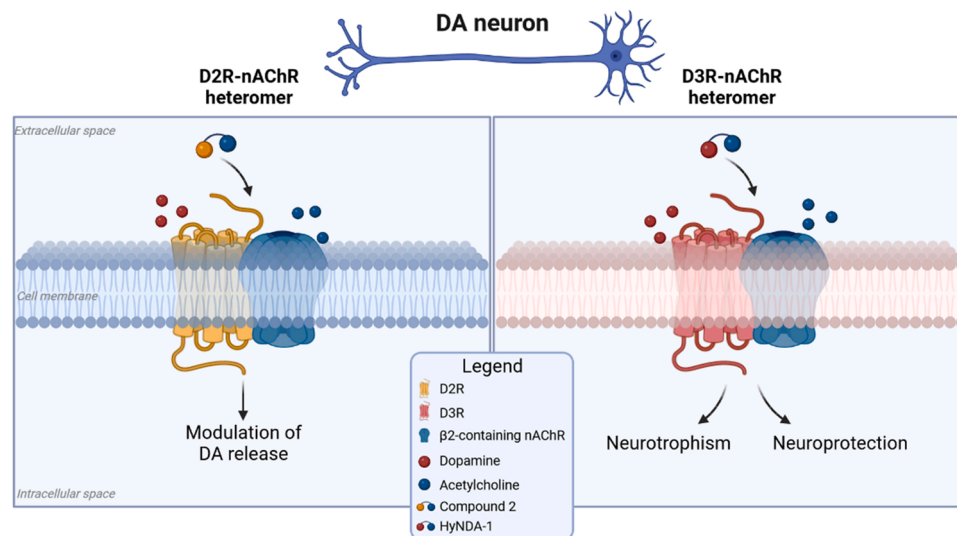 DA neuron
D2R-nAChR
heteromer
D3R-nAChR
heteromer
Extracellular space
Cell membrane
Modulation of
DA release
Intracellular space
Neurotrophism
Neuroprotection
Legend
D2R
D3R
β2-containing nAChR
Dopamine
Acetylcholine
Compound 2
HyNDA-1